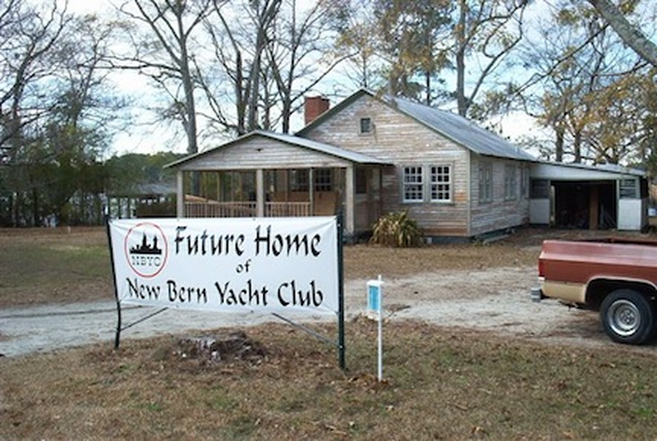 NBYC
Future Home
of
New Bern Yacht Club